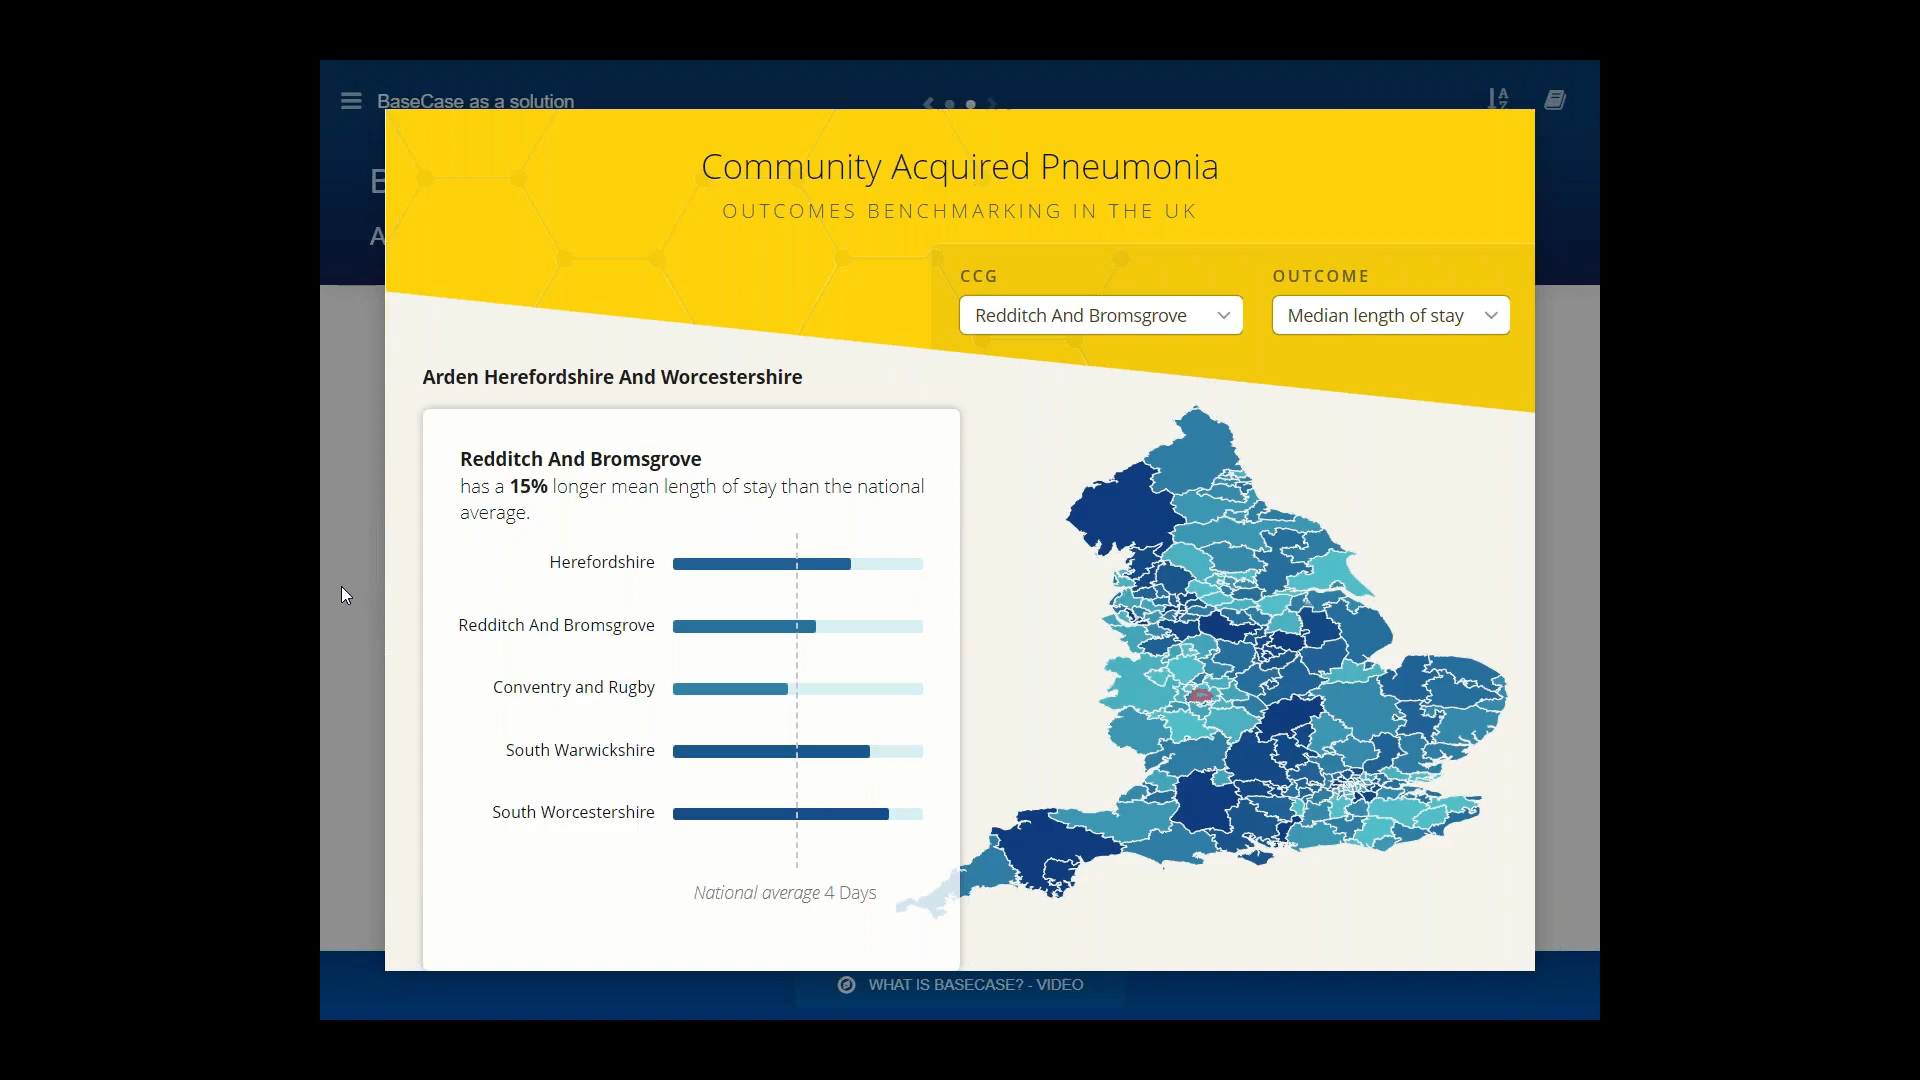 BaseCase as a solution
A
Z
B
A
Community Acquired Pneumonia
OUTCOMES BENCHMARKING IN THE UK
CCG
OUTCOME
Redditch And Bromsgrove
Median length of stay
Arden Herefordshire And Worcestershire
Redditch And Bromsgrove
has a 15% longer mean length of stay than the national
average.
Herefordshire
Redditch And Bromsgrove
Conventry and Rugby
South Warwickshire
South Worcestershire
National average 4 Days
WHAT IS BASECASE? - VIDEO